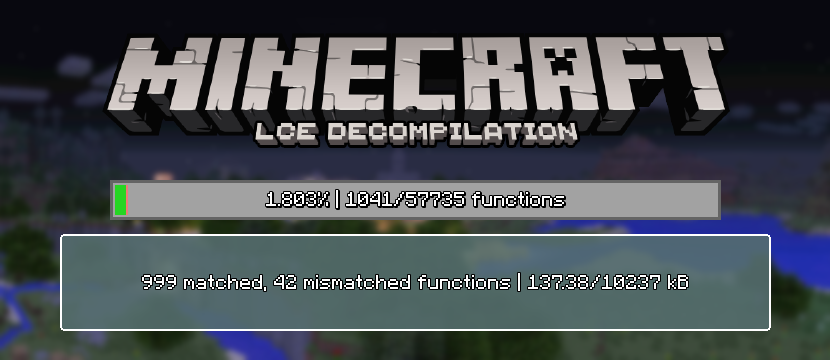 MINECRAFT
LCE DECOMPILATION
1.803% | 1041/57735 functions
999 matched, 42 mismatched functions | 137.38/10237 kB